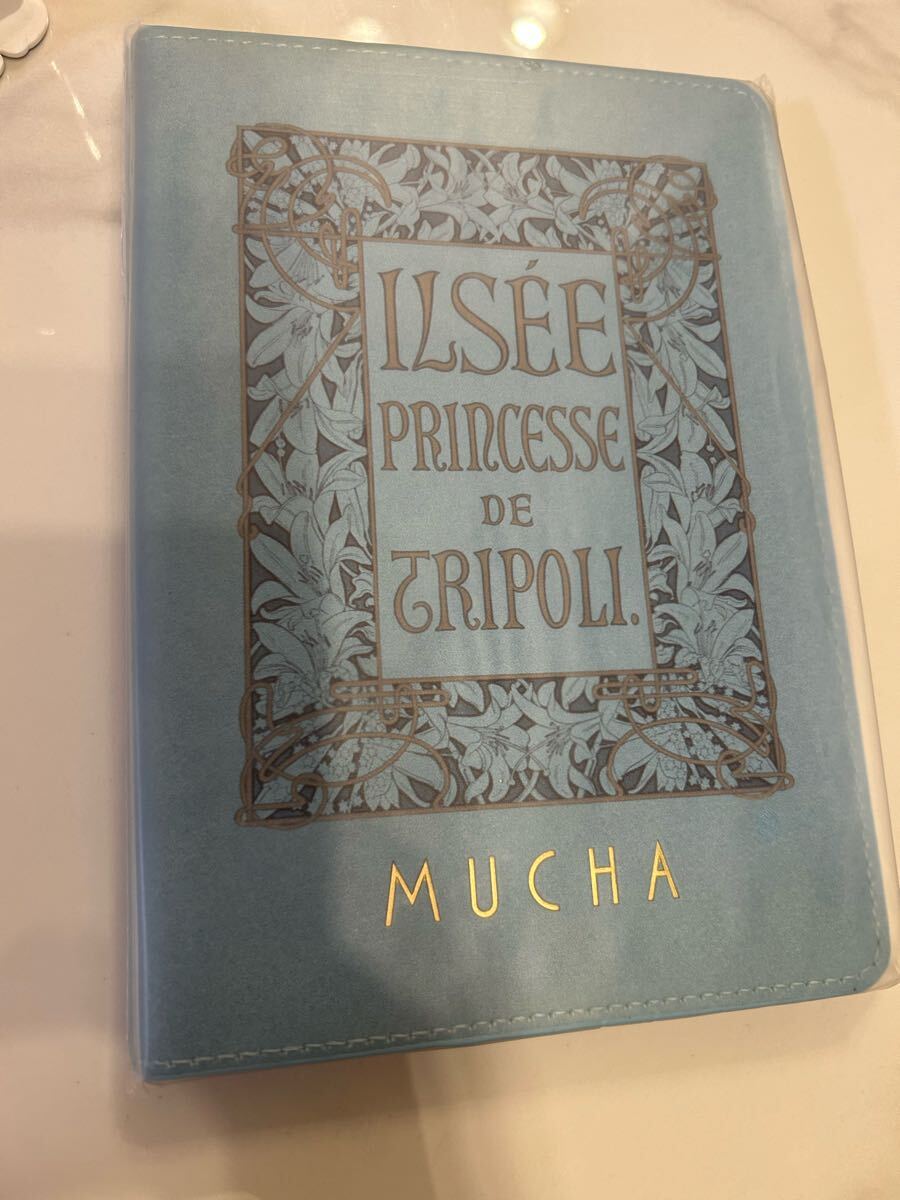 ILSÉE
PRINCESSE
DE
TRIPOLI.
MUCHA